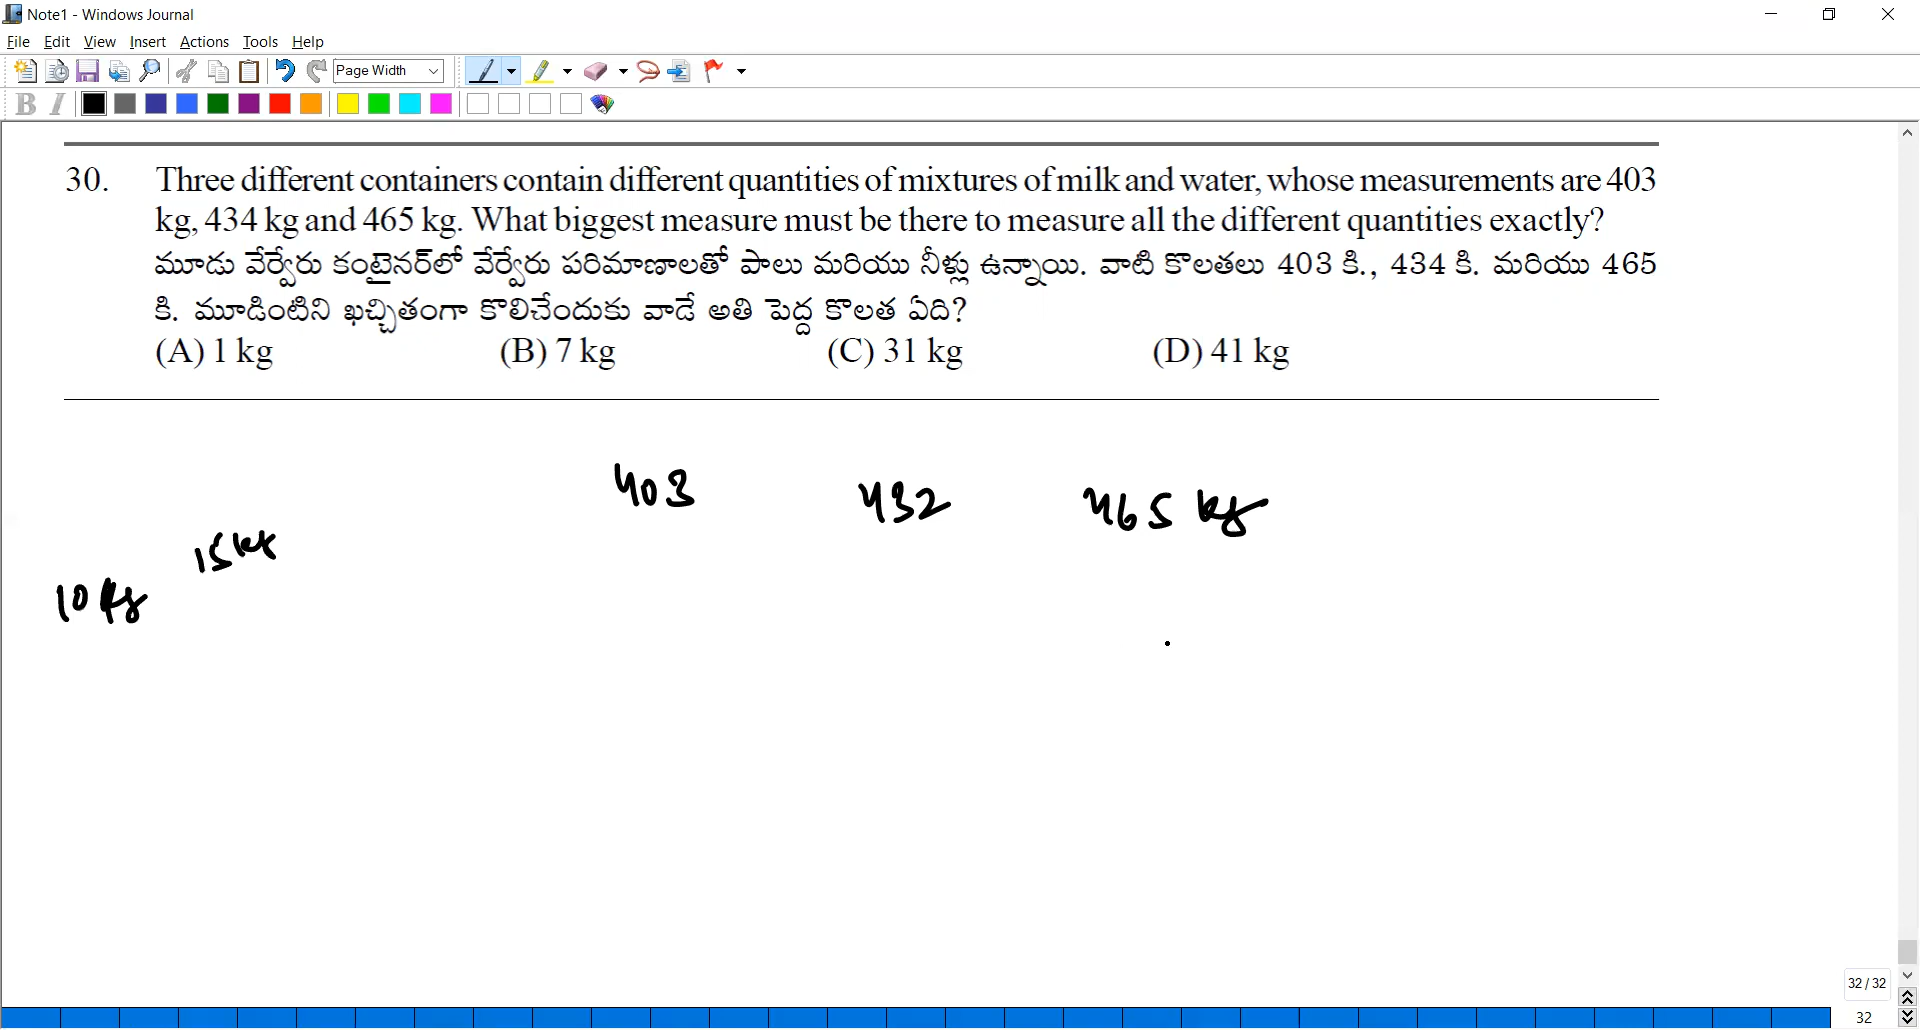 Note1 - Windows Journal
File Edit View Insert Actions Tools Help
Page Width
B I
30. Three different containers contain different quantities of mixtures of milk and water, whose measurements are 403
kg, 434 kg and 465 kg. What biggest measure must be there to measure all the different quantities exactly?
మూడు వేర్వేరు కంటైనర్‌లో వేర్వేరు పరిమాణాలతో పాలు మరియు నీళ్లు ఉన్నాయి. వాటి కొలతలు 403 కి., 434 కి. మరియు 465
కి. మూడింటిని ఖచ్చితంగా కొలిచేందుకు వాడే అతి పెద్ద కొలత ఏది?
(A) 1 kg (B) 7 kg (C) 31 kg (D) 41 kg
403 432 465 kg
15 kg
10 kg
32 / 32
32